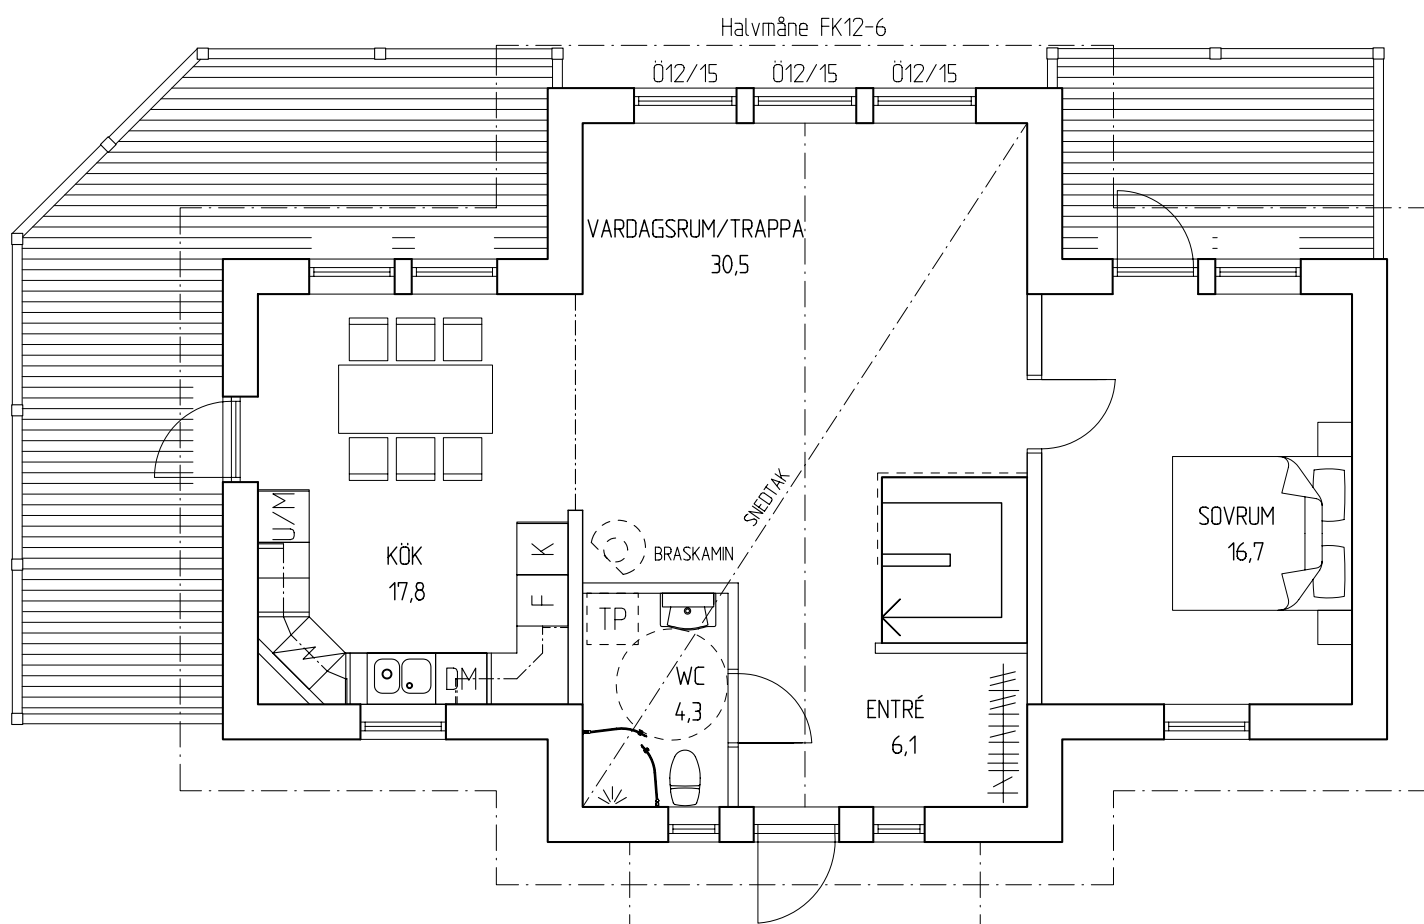 Halvmåne FK12-6
Ö12/15 Ö12/15 Ö12/15
VARDAGSRUM/TRAPPA
30,5
SNEDTAK
U/M
KÖK
17,8
K
F
BRASKAMIN
TP
DM
WC
4,3
ENTRÉ
6,1
SOVRUM
16,7